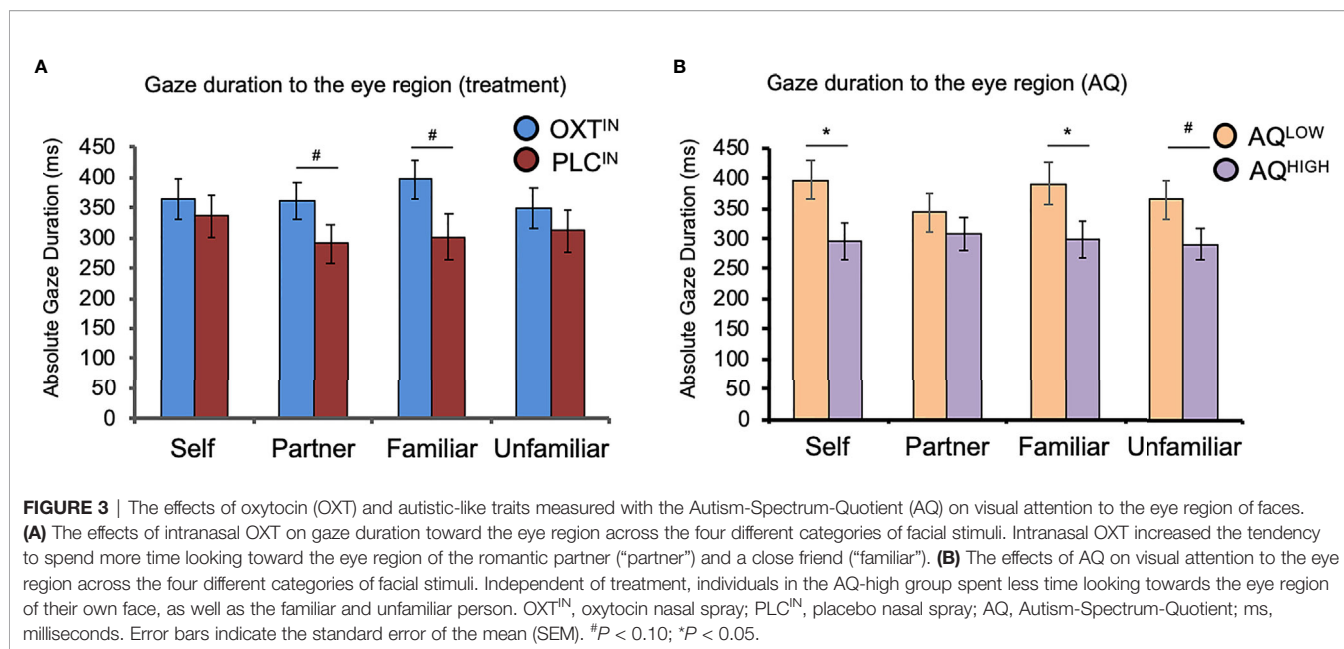 A
Gaze duration to the eye region (treatment)
OXTᴵᴺ
PLCᴵᴺ
#
#
Absolute Gaze Duration (ms)
450
400
350
300
250
200
150
100
50
0
Self Partner Familiar Unfamiliar
B
Gaze duration to the eye region (AQ)
AQᴸᴼᵂ
AQᴴᴵᴳᴴ
*
*
#
Absolute Gaze Duration (ms)
450
400
350
300
250
200
150
100
50
0
Self Partner Familiar Unfamiliar
FIGURE 3 | The effects of oxytocin (OXT) and autistic-like traits measured with the Autism-Spectrum-Quotient (AQ) on visual attention to the eye region of faces.
(A) The effects of intranasal OXT on gaze duration toward the eye region across the four different categories of facial stimuli. Intranasal OXT increased the tendency
to spend more time looking toward the eye region of the romantic partner (“partner”) and a close friend (“familiar”). (B) The effects of AQ on visual attention to the eye
region across the four different categories of facial stimuli. Independent of treatment, individuals in the AQ-high group spent less time looking towards the eye region
of their own face, as well as the familiar and unfamiliar person. OXTᴵᴺ, oxytocin nasal spray; PLCᴵᴺ, placebo nasal spray; AQ, Autism-Spectrum-Quotient; ms,
milliseconds. Error bars indicate the standard error of the mean (SEM). #P < 0.10; *P < 0.05.